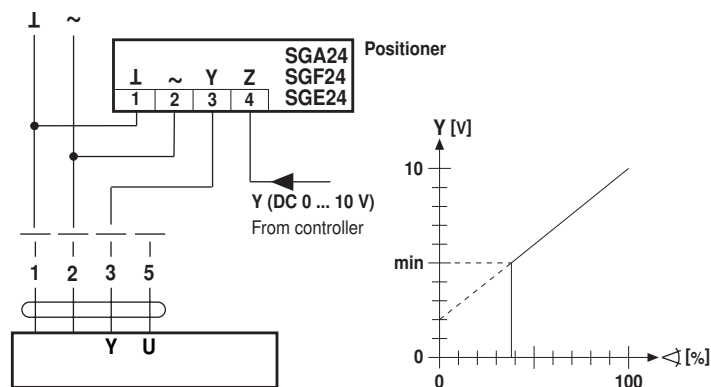 ⊥ ~
SGA24
SGF24
SGE24
Positioner
⊥ ~ Y Z
1 2 3 4
Y (DC 0 ... 10 V)
From controller
1 2 3 5
Y U
Y [V]
10
min
0
0 100
∢ [%]